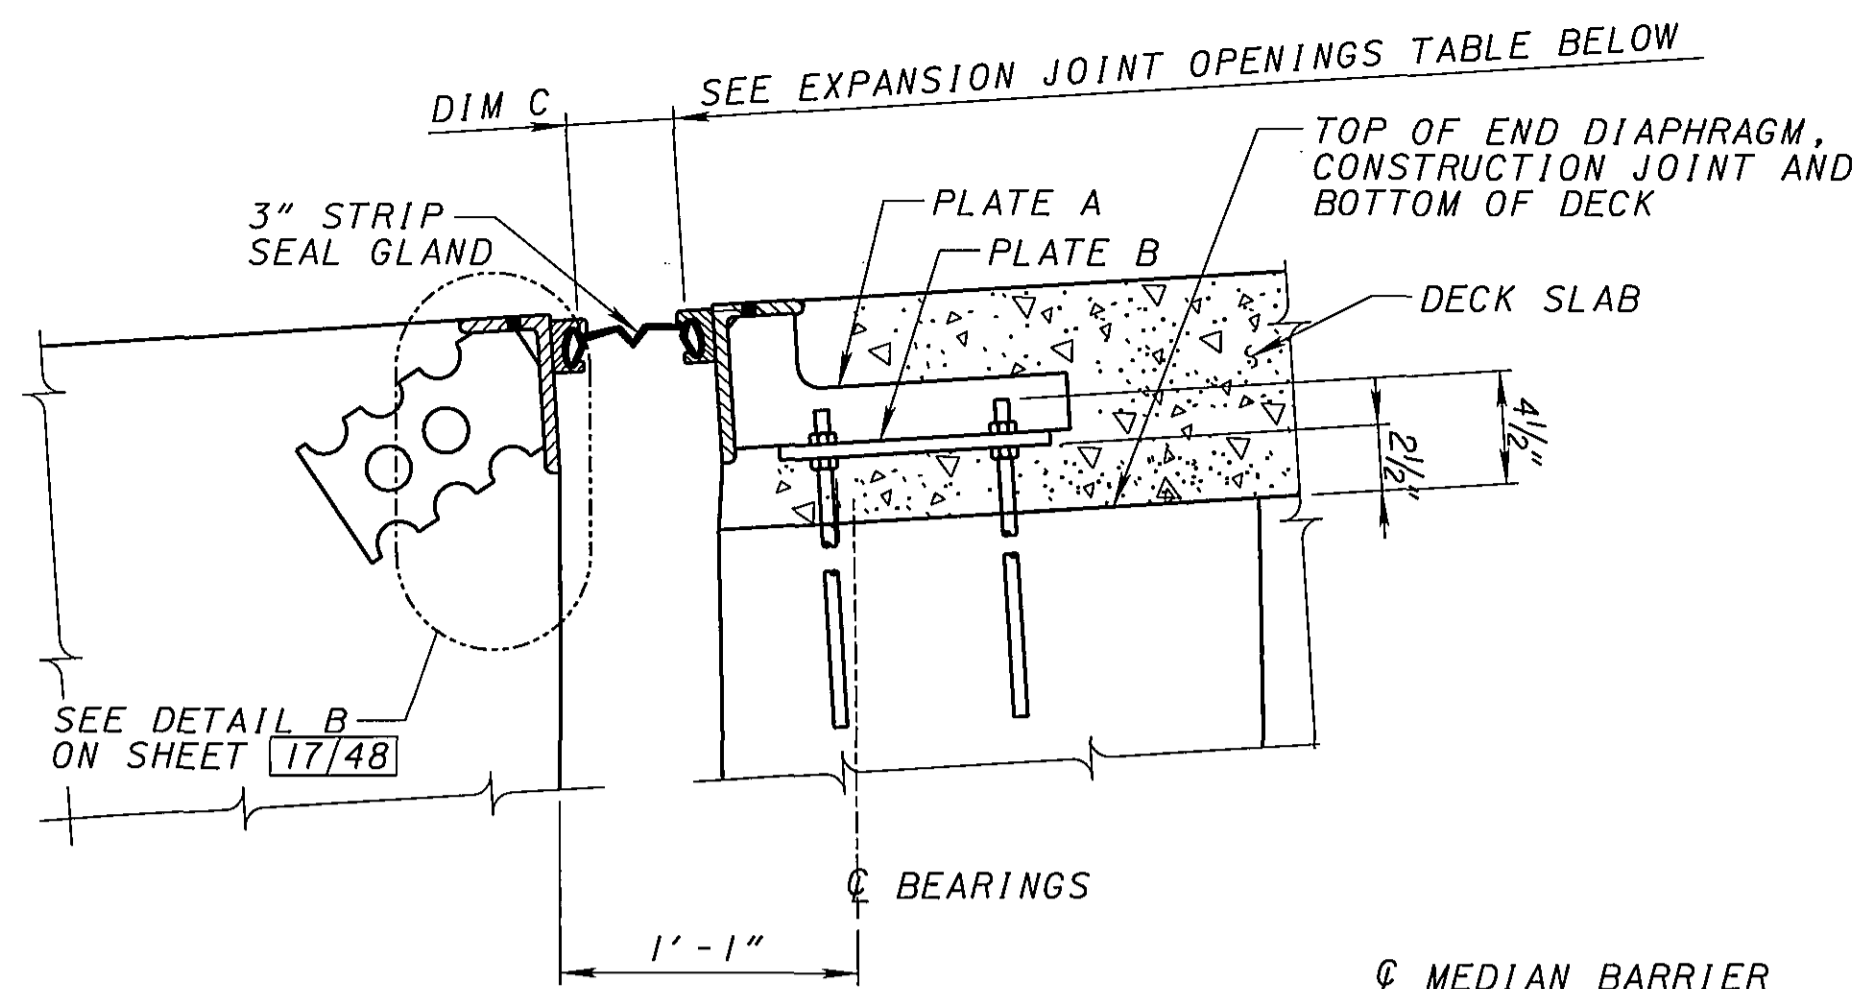 DIM C
SEE EXPANSION JOINT OPENINGS TABLE BELOW
TOP OF END DIAPHRAGM,
CONSTRUCTION JOINT AND
BOTTOM OF DECK
3" STRIP
SEAL GLAND
PLATE A
PLATE B
DECK SLAB
4½"
2½"
SEE DETAIL B
ON SHEET 17/48
℄ BEARINGS
1'-1"
℄ MEDIAN BARRIER